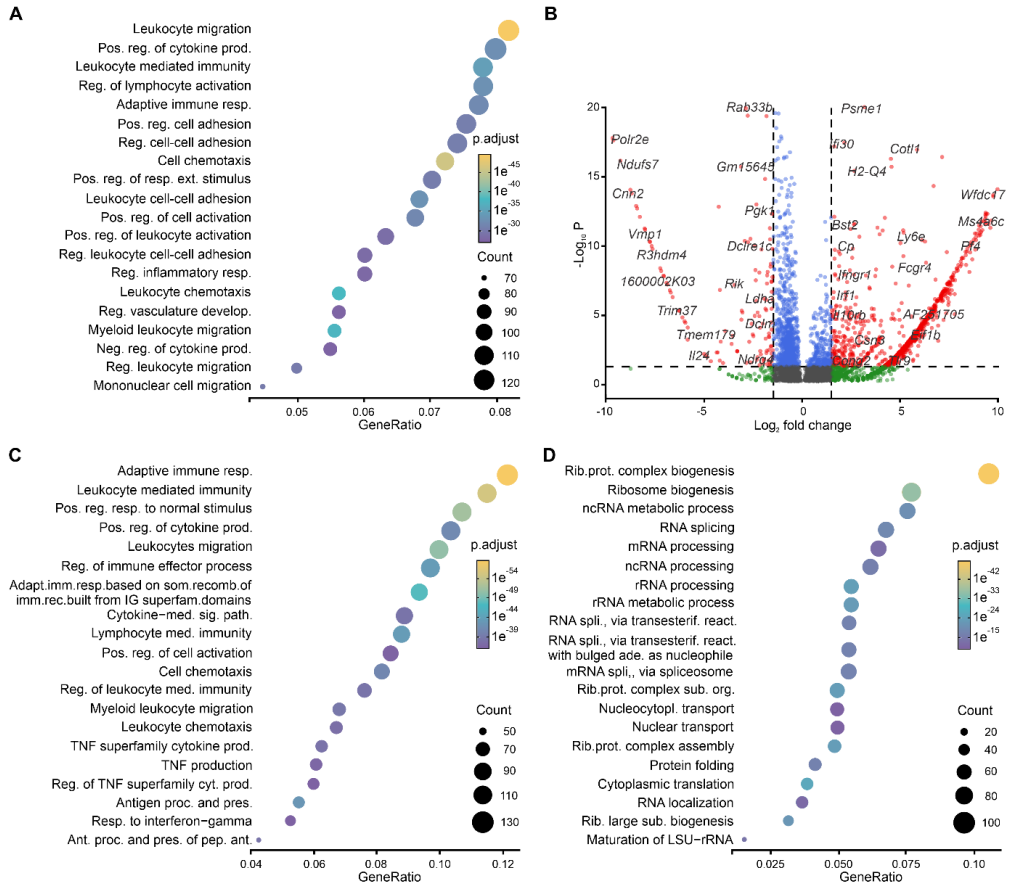 A
Leukocyte migration
Pos. reg. of cytokine prod.
Leukocyte mediated immunity
Reg. of lymphocyte activation
Adaptive immune resp.
Pos. reg. cell adhesion
Reg. cell-cell adhesion
Cell chemotaxis
Pos. reg. of resp. ext. stimulus
Leukocyte cell-cell adhesion
Pos. reg. of cell activation
Pos. reg. of leukocyte activation
Reg. leukocyte cell-cell adhesion
Reg. inflammatory resp.
Leukocyte chemotaxis
Reg. vasculature develop.
Myeloid leukocyte migration
Neg. reg. of cytokine prod.
Reg. leukocyte migration
Mononuclear cell migration
0.05 0.06 0.07 0.08
GeneRatio
p.adjust
1e-45
1e-40
1e-35
1e-30
Count
70
80
90
100
110
120
B
20
15
10
5
0
-Log10 P
-10 -5 0 5 10
Log2 fold change
Rab33b
Psme1
Polr2e
Ifi30
Cotl1
Ndufs7
Gm15645
H2-Q4
Cnn2
Wfdc17
Pgk1
Bst2
Ms4a6c
Vmp1
Ly6e
Dclre1c
Cp
Pf4
R3hdm4
Ifngr1
Fcgr4
1600002K03
Rik
Ldha
Irf1
Trim37
Il10rb
AF251705
Dclm
Tmem179
Csn3
Eif1b
Il24
Ndrg4
C
Adaptive immune resp.
Leukocyte mediated immunity
Pos. reg. resp. to normal stimulus
Pos. reg. of cytokine prod.
Leukocytes migration
Reg. of immune effector process
Adapt.imm.resp.based on som.recomb.of
imm.rec.built from IG superfam.domains
Cytokine−med. sig. path.
Lymphocyte med. immunity
Pos. reg. of cell activation
Cell chemotaxis
Reg. of leukocyte med. immunity
Myeloid leukocyte migration
Leukocyte chemotaxis
TNF superfamily cytokine prod.
TNF production
Reg. of TNF superfamily cyt. prod.
Antigen proc. and pres.
Resp. to interferon−gamma
Ant. proc. and pres. of pep. ant.
0.04 0.06 0.08 0.10 0.12
GeneRatio
p.adjust
1e-54
1e-49
1e-44
1e-39
Count
50
70
90
110
130
D
Rib.prot. complex biogenesis
Ribosome biogenesis
ncRNA metabolic process
RNA splicing
mRNA processing
ncRNA processing
rRNA processing
rRNA metabolic process
RNA spli., via transesterif. react.
RNA spli., via transesterif. react.
with bulged ade. as nucleophile
mRNA spli,, via spliceosome
Rib.prot. complex sub. org.
Nucleocytopl. transport
Nuclear transport
Rib.prot. complex assembly
Protein folding
Cytoplasmic translation
RNA localization
Rib. large sub. biogenesis
Maturation of LSU−rRNA
0.025 0.050 0.075 0.10
GeneRatio
p.adjust
1e-42
1e-33
1e-24
1e-15
Count
20
40
60
80
100